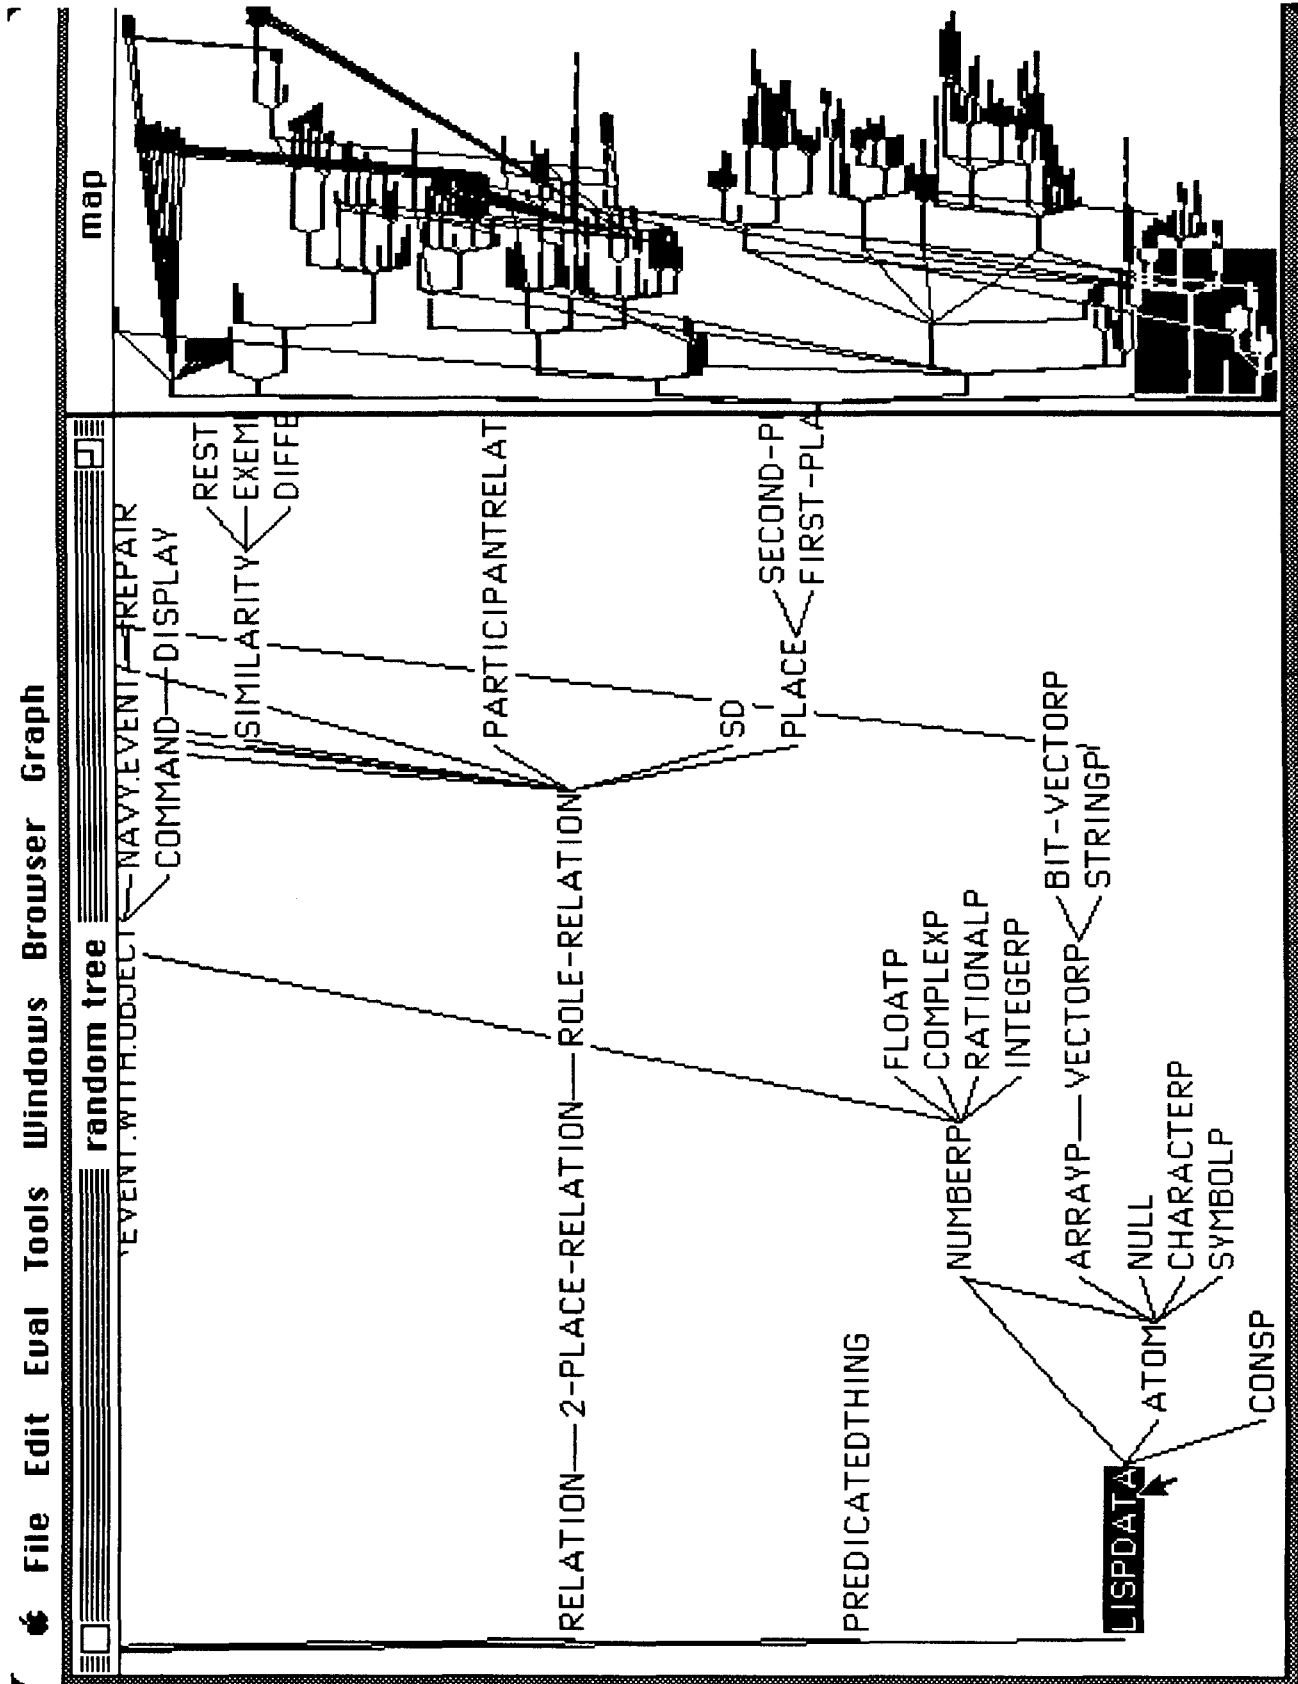 File Edit Eval Tools Windows Browser Graph
random tree
map
EVENT.WITH.OBJECT
NAVY.EVENT
REPAIR
COMMAND
DISPLAY
SIMILARITY
REST
EXEM
DIFFE
RELATION
2-PLACE-RELATION
ROLE-RELATION
PARTICIPANTRELAT
SD
PLACE
SECOND-P
FIRST-PLA
PREDICATEDTHING
LISPDATA
NUMBERP
FLOATP
COMPLEXP
RATIONALP
INTEGERP
ATOM
ARRAYP
VECTORP
BIT-VECTORP
STRINGP
NULL
CHARACTERP
SYMBOLP
CONSP